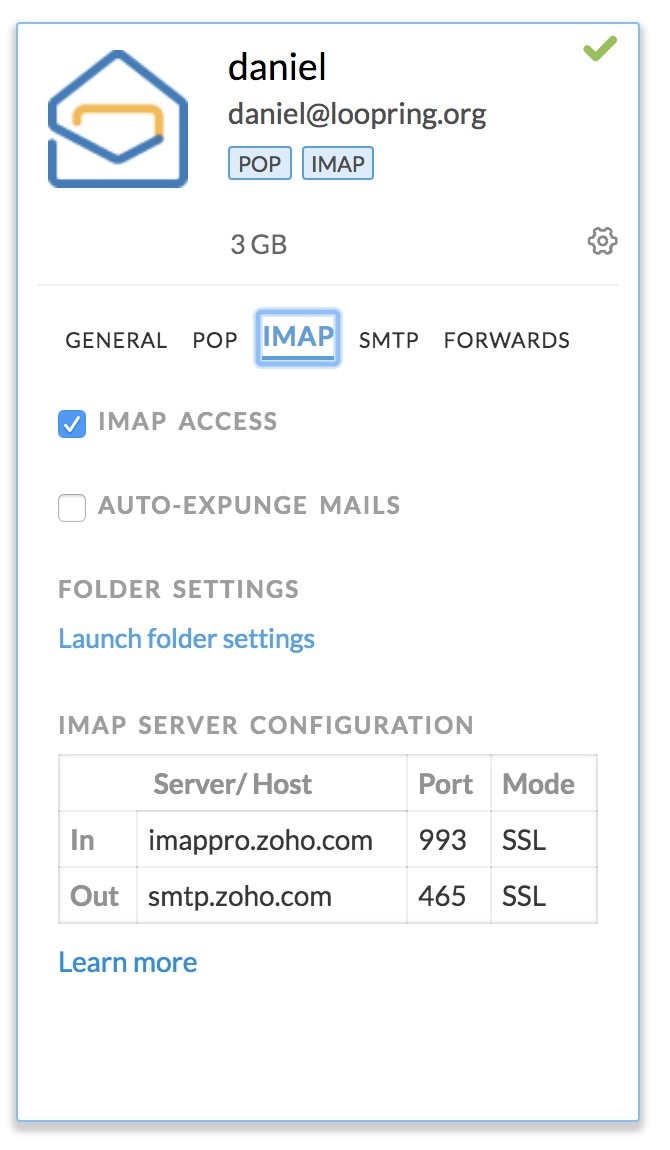 daniel
daniel@loopring.org
POP IMAP
3 GB
GENERAL POP IMAP SMTP FORWARDS
IMAP ACCESS
AUTO-EXPUNGE MAILS
FOLDER SETTINGS
Launch folder settings
IMAP SERVER CONFIGURATION
Server/ Host Port Mode
In imappro.zoho.com 993 SSL
Out smtp.zoho.com 465 SSL
Learn more